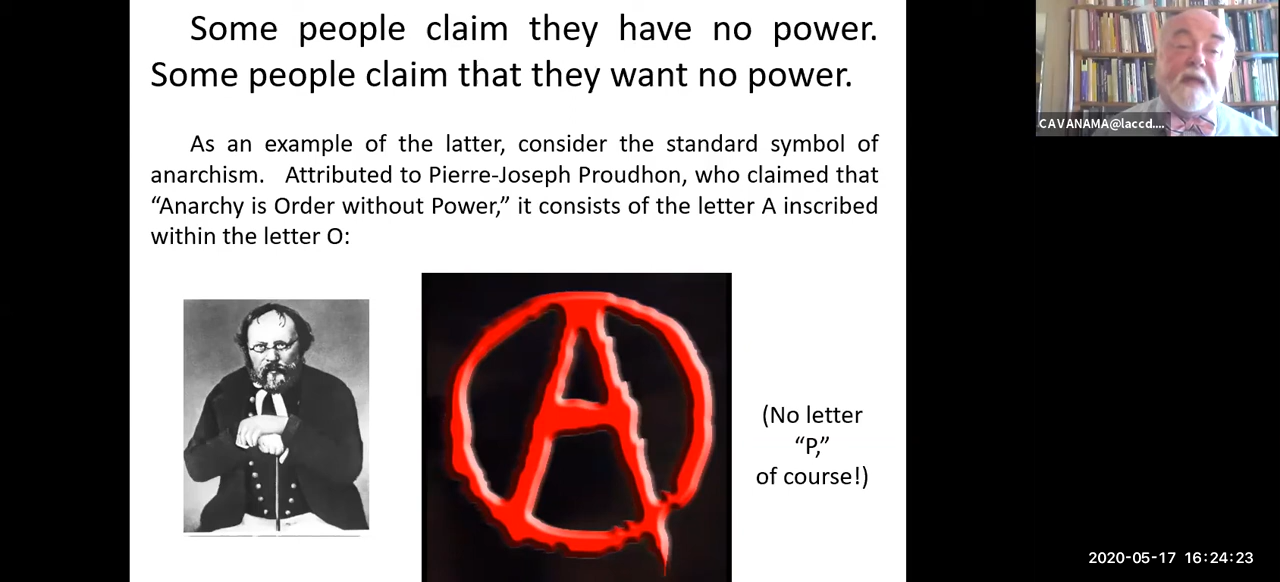 Some people claim they have no power.
Some people claim that they want no power.
As an example of the latter, consider the standard symbol of
anarchism. Attributed to Pierre-Joseph Proudhon, who claimed that
“Anarchy is Order without Power,” it consists of the letter A inscribed
within the letter O:
(No letter
“P,”
of course!)
CAVANAMA@laccd....
2020-05-17 16:24:23